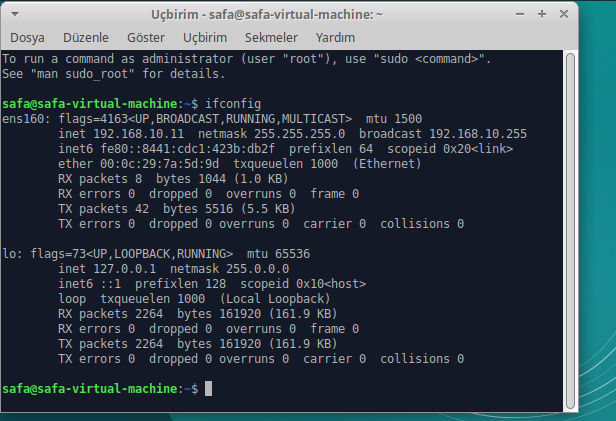 Uçbirim - safa@safa-virtual-machine: ~
Dosya Düzenle Göster Uçbirim Sekmeler Yardım
To run a command as administrator (user "root"), use "sudo <command>".
See "man sudo_root" for details.

safa@safa-virtual-machine:~$ ifconfig
ens160: flags=4163<UP,BROADCAST,RUNNING,MULTICAST>  mtu 1500
        inet 192.168.10.11  netmask 255.255.255.0  broadcast 192.168.10.255
        inet6 fe80::8441:cdc1:423b:db2f  prefixlen 64  scopeid 0x20<link>
        ether 00:0c:29:7a:5d:9d  txqueuelen 1000  (Ethernet)
        RX packets 8  bytes 1044 (1.0 KB)
        RX errors 0  dropped 0  overruns 0  frame 0
        TX packets 42  bytes 5516 (5.5 KB)
        TX errors 0  dropped 0 overruns 0  carrier 0  collisions 0

lo: flags=73<UP,LOOPBACK,RUNNING>  mtu 65536
        inet 127.0.0.1  netmask 255.0.0.0
        inet6 ::1  prefixlen 128  scopeid 0x10<host>
        loop  txqueuelen 1000  (Local Loopback)
        RX packets 2264  bytes 161920 (161.9 KB)
        RX errors 0  dropped 0  overruns 0  frame 0
        TX packets 2264  bytes 161920 (161.9 KB)
        TX errors 0  dropped 0 overruns 0  carrier 0  collisions 0

safa@safa-virtual-machine:~$